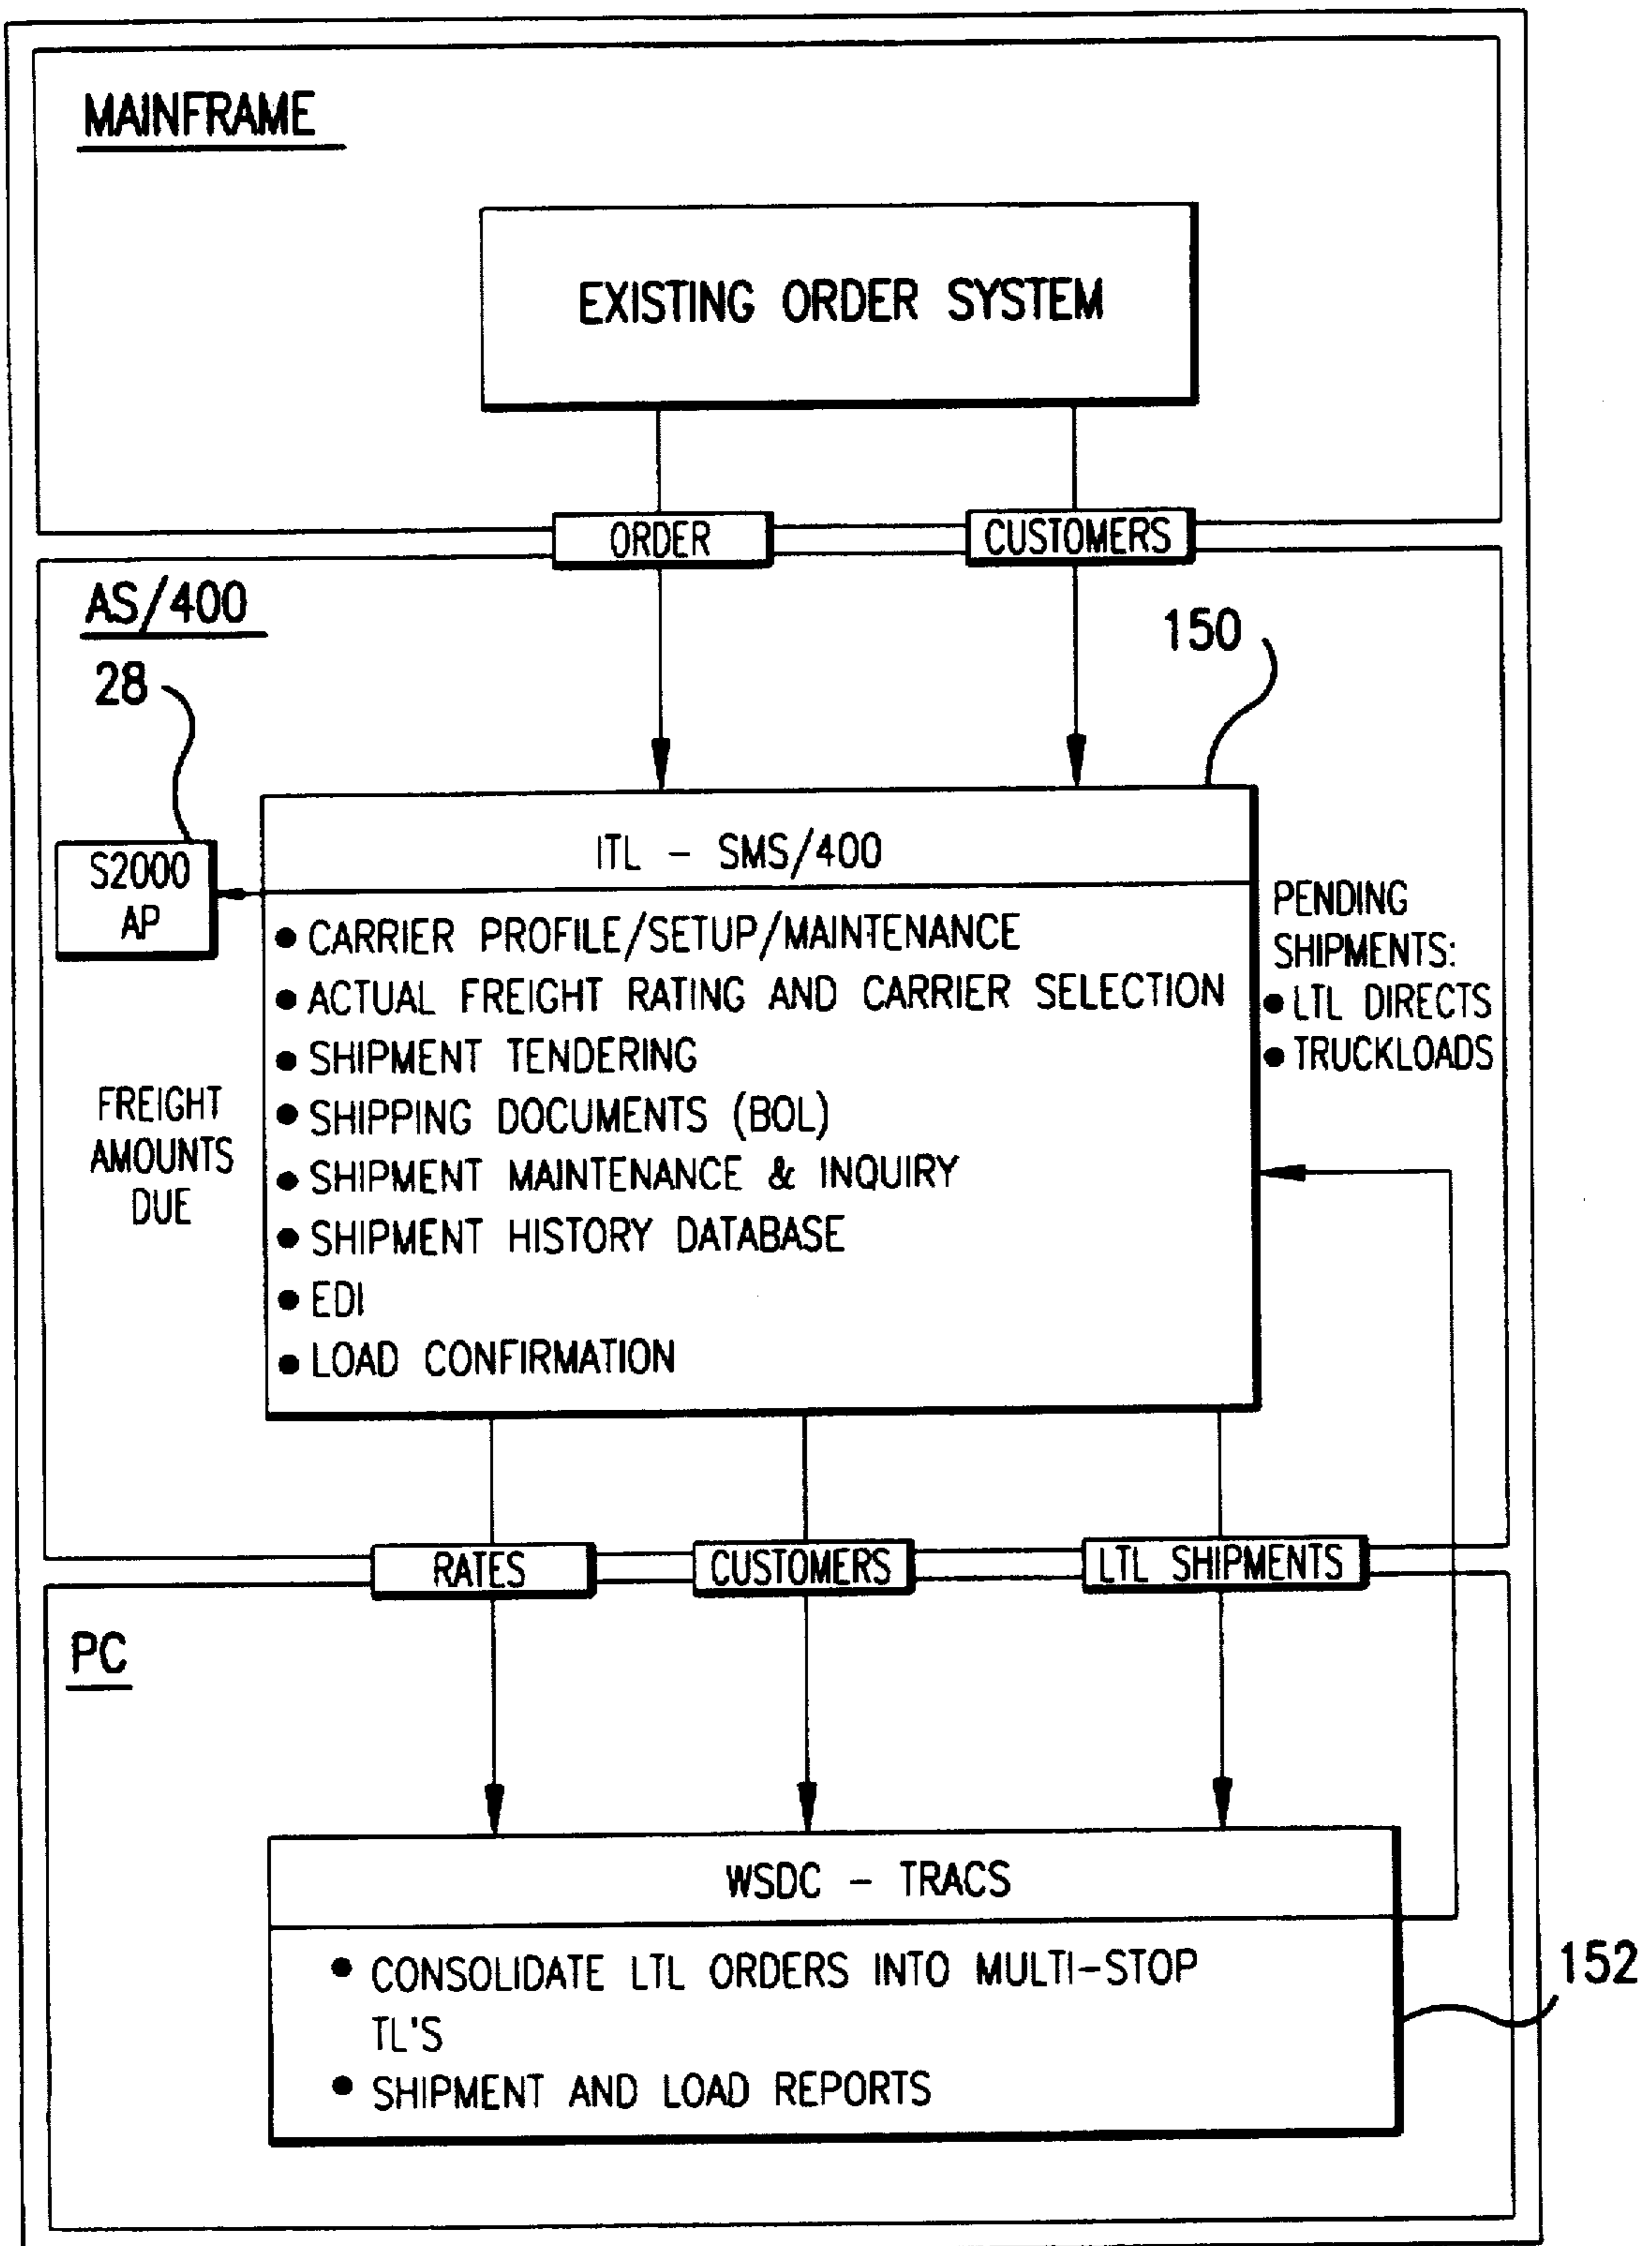 MAINFRAME
EXISTING ORDER SYSTEM
ORDER
CUSTOMERS
AS/400
150
28
S2000
AP
ITL - SMS/400
• CARRIER PROFILE/SETUP/MAINTENANCE
• ACTUAL FREIGHT RATING AND CARRIER SELECTION
• SHIPMENT TENDERING
• SHIPPING DOCUMENTS (BOL)
• SHIPMENT MAINTENANCE & INQUIRY
• SHIPMENT HISTORY DATABASE
• EDI
• LOAD CONFIRMATION
PENDING
SHIPMENTS:
• LTL DIRECTS
• TRUCKLOADS
FREIGHT
AMOUNTS
DUE
RATES
CUSTOMERS
LTL SHIPMENTS
PC
WSDC - TRACS
• CONSOLIDATE LTL ORDERS INTO MULTI-STOP
TL'S
• SHIPMENT AND LOAD REPORTS
152